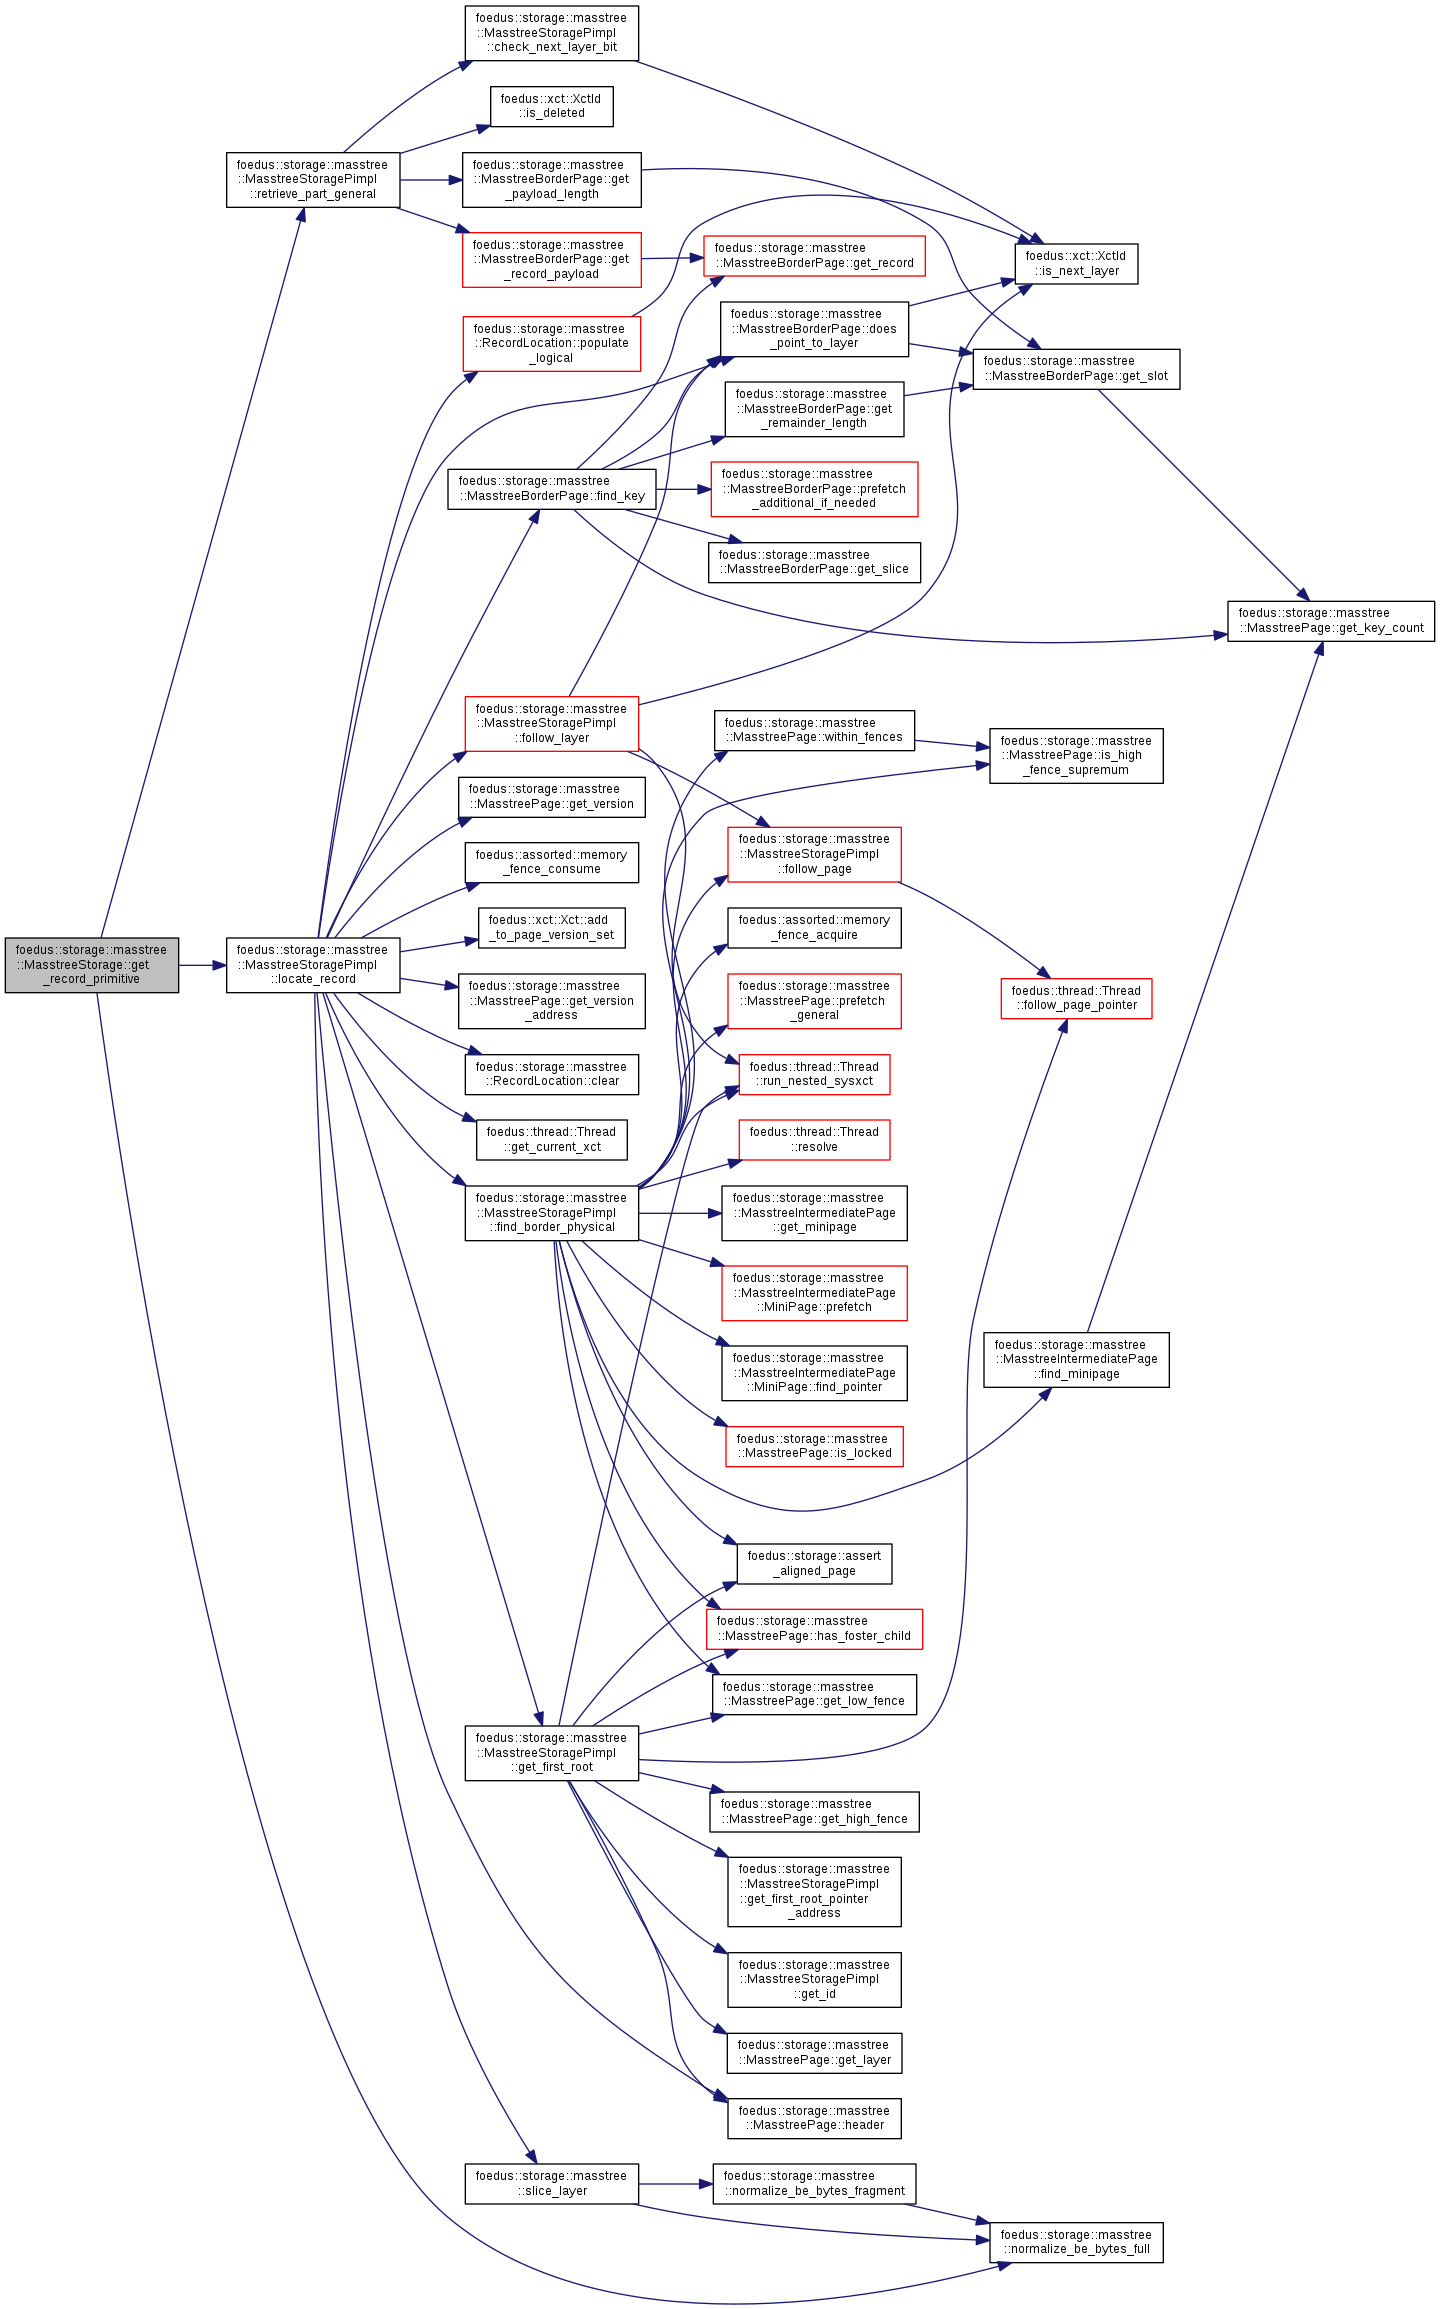 foedus::storage::masstree
::MasstreeStorage::get
_record_primitive
foedus::storage::masstree
::MasstreeStoragePimpl
::retrieve_part_general
foedus::storage::masstree
::MasstreeStoragePimpl
::locate_record
foedus::storage::masstree
::MasstreeStoragePimpl
::check_next_layer_bit
foedus::xct::XctId
::is_deleted
foedus::storage::masstree
::MasstreeBorderPage::get
_payload_length
foedus::storage::masstree
::MasstreeBorderPage::get
_record_payload
foedus::storage::masstree
::RecordLocation::populate
_logical
foedus::storage::masstree
::MasstreeBorderPage::find_key
foedus::storage::masstree
::MasstreeStoragePimpl
::follow_layer
foedus::storage::masstree
::MasstreePage::get_version
foedus::assorted::memory
_fence_consume
foedus::xct::Xct::add
_to_page_version_set
foedus::storage::masstree
::MasstreePage::get_version
_address
foedus::storage::masstree
::RecordLocation::clear
foedus::thread::Thread
::get_current_xct
foedus::storage::masstree
::MasstreeStoragePimpl
::find_border_physical
foedus::storage::masstree
::MasstreeStoragePimpl
::get_first_root
foedus::storage::masstree
::slice_layer
foedus::storage::masstree
::MasstreeBorderPage::get_record
foedus::storage::masstree
::MasstreeBorderPage::does
_point_to_layer
foedus::storage::masstree
::MasstreeBorderPage::get
_remainder_length
foedus::storage::masstree
::MasstreeBorderPage::prefetch
_additional_if_needed
foedus::storage::masstree
::MasstreeBorderPage::get_slice
foedus::storage::masstree
::MasstreePage::within_fences
foedus::storage::masstree
::MasstreeStoragePimpl
::follow_page
foedus::assorted::memory
_fence_acquire
foedus::storage::masstree
::MasstreePage::prefetch
_general
foedus::thread::Thread
::run_nested_sysxct
foedus::thread::Thread
::resolve
foedus::storage::masstree
::MasstreeIntermediatePage
::get_minipage
foedus::storage::masstree
::MasstreeIntermediatePage
::MiniPage::prefetch
foedus::storage::masstree
::MasstreeIntermediatePage
::MiniPage::find_pointer
foedus::storage::masstree
::MasstreePage::is_locked
foedus::storage::assert
_aligned_page
foedus::storage::masstree
::MasstreePage::has_foster_child
foedus::storage::masstree
::MasstreePage::get_low_fence
foedus::storage::masstree
::MasstreePage::get_high_fence
foedus::storage::masstree
::MasstreeStoragePimpl
::get_first_root_pointer
_address
foedus::storage::masstree
::MasstreeStoragePimpl
::get_id
foedus::storage::masstree
::MasstreePage::get_layer
foedus::storage::masstree
::MasstreePage::header
foedus::storage::masstree
::normalize_be_bytes_fragment
foedus::xct::XctId
::is_next_layer
foedus::storage::masstree
::MasstreeBorderPage::get_slot
foedus::storage::masstree
::MasstreePage::is_high
_fence_supremum
foedus::thread::Thread
::follow_page_pointer
foedus::storage::masstree
::MasstreeIntermediatePage
::find_minipage
foedus::storage::masstree
::normalize_be_bytes_full
foedus::storage::masstree
::MasstreePage::get_key_count